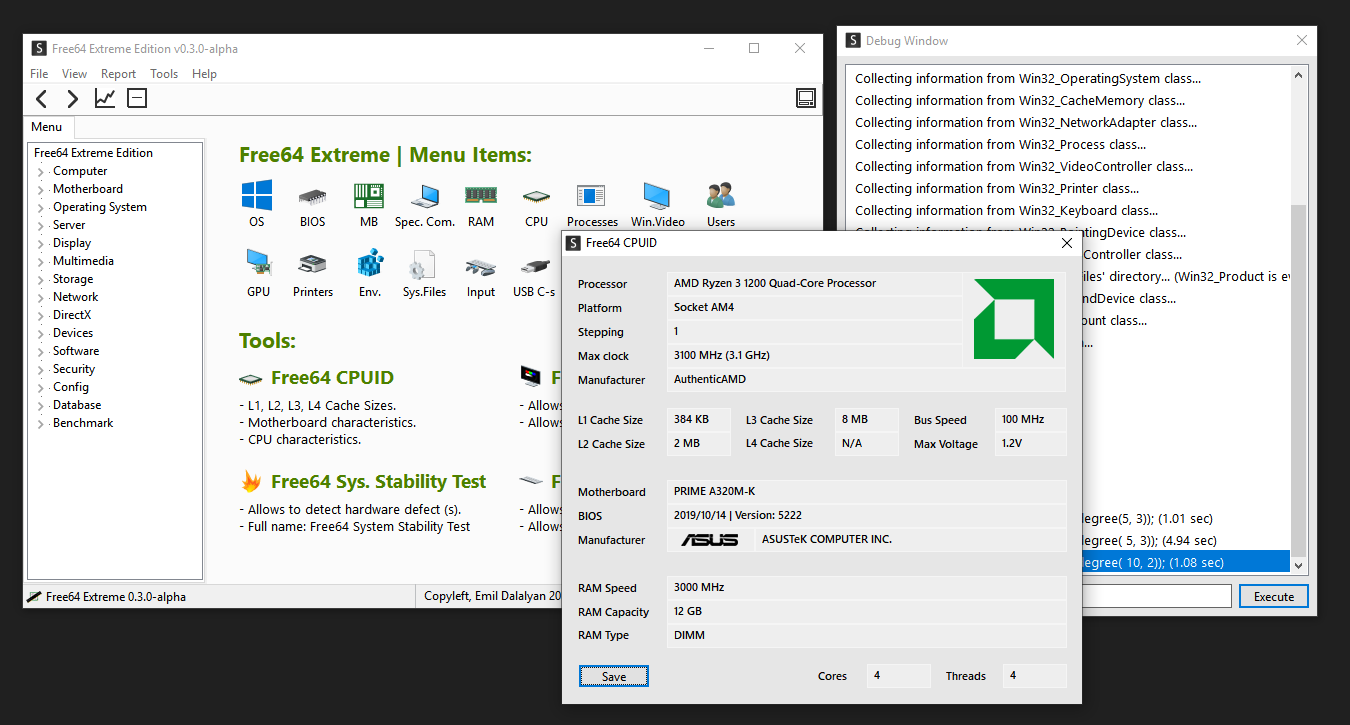 Free64 Extreme Edition v0.3.0-alpha
File View Report Tools Help
Menu
Free64 Extreme Edition
Computer
Motherboard
Operating System
Server
Display
Multimedia
Storage
Network
DirectX
Devices
Software
Security
Config
Database
Benchmark
Free64 Extreme | Menu Items:
OS BIOS MB Spec. Com. RAM CPU Processes Win.Video Users
GPU Printers Env. Sys.Files Input USB C-s
Tools:
Free64 CPUID
- L1, L2, L3, L4 Cache Sizes.
- Motherboard characteristics.
- CPU characteristics.
F
- Allows
- Allows
Free64 Sys. Stability Test
- Allows to detect hardware defect (s).
- Full name: Free64 System Stability Test
F
- Allows
- Allows
Free64 Extreme 0.3.0-alpha
Copyleft, Emil Dalalyan 20
Debug Window
Collecting information from Win32_OperatingSystem class...
Collecting information from Win32_CacheMemory class...
Collecting information from Win32_NetworkAdapter class...
Collecting information from Win32_Process class...
Collecting information from Win32_VideoController class...
Collecting information from Win32_Printer class...
Collecting information from Win32_Keyboard class...
intingDevice class...
Controller class...
iles' directory... (Win32_Product is e
ndDevice class...
ount class...
...
egree(5, 3)); (1.01 sec)
egree( 5, 3)); (4.94 sec)
egree( 10, 2)); (1.08 sec)
Execute
Free64 CPUID
Processor AMD Ryzen 3 1200 Quad-Core Processor
Platform Socket AM4
Stepping 1
Max clock 3100 MHz (3.1 GHz)
Manufacturer AuthenticAMD
L1 Cache Size 384 KB L3 Cache Size 8 MB Bus Speed 100 MHz
L2 Cache Size 2 MB L4 Cache Size N/A Max Voltage 1.2V
Motherboard PRIME A320M-K
BIOS 2019/10/14 | Version: 5222
Manufacturer ASUS ASUSTeK COMPUTER INC.
RAM Speed 3000 MHz
RAM Capacity 12 GB
RAM Type DIMM
Save Cores 4 Threads 4